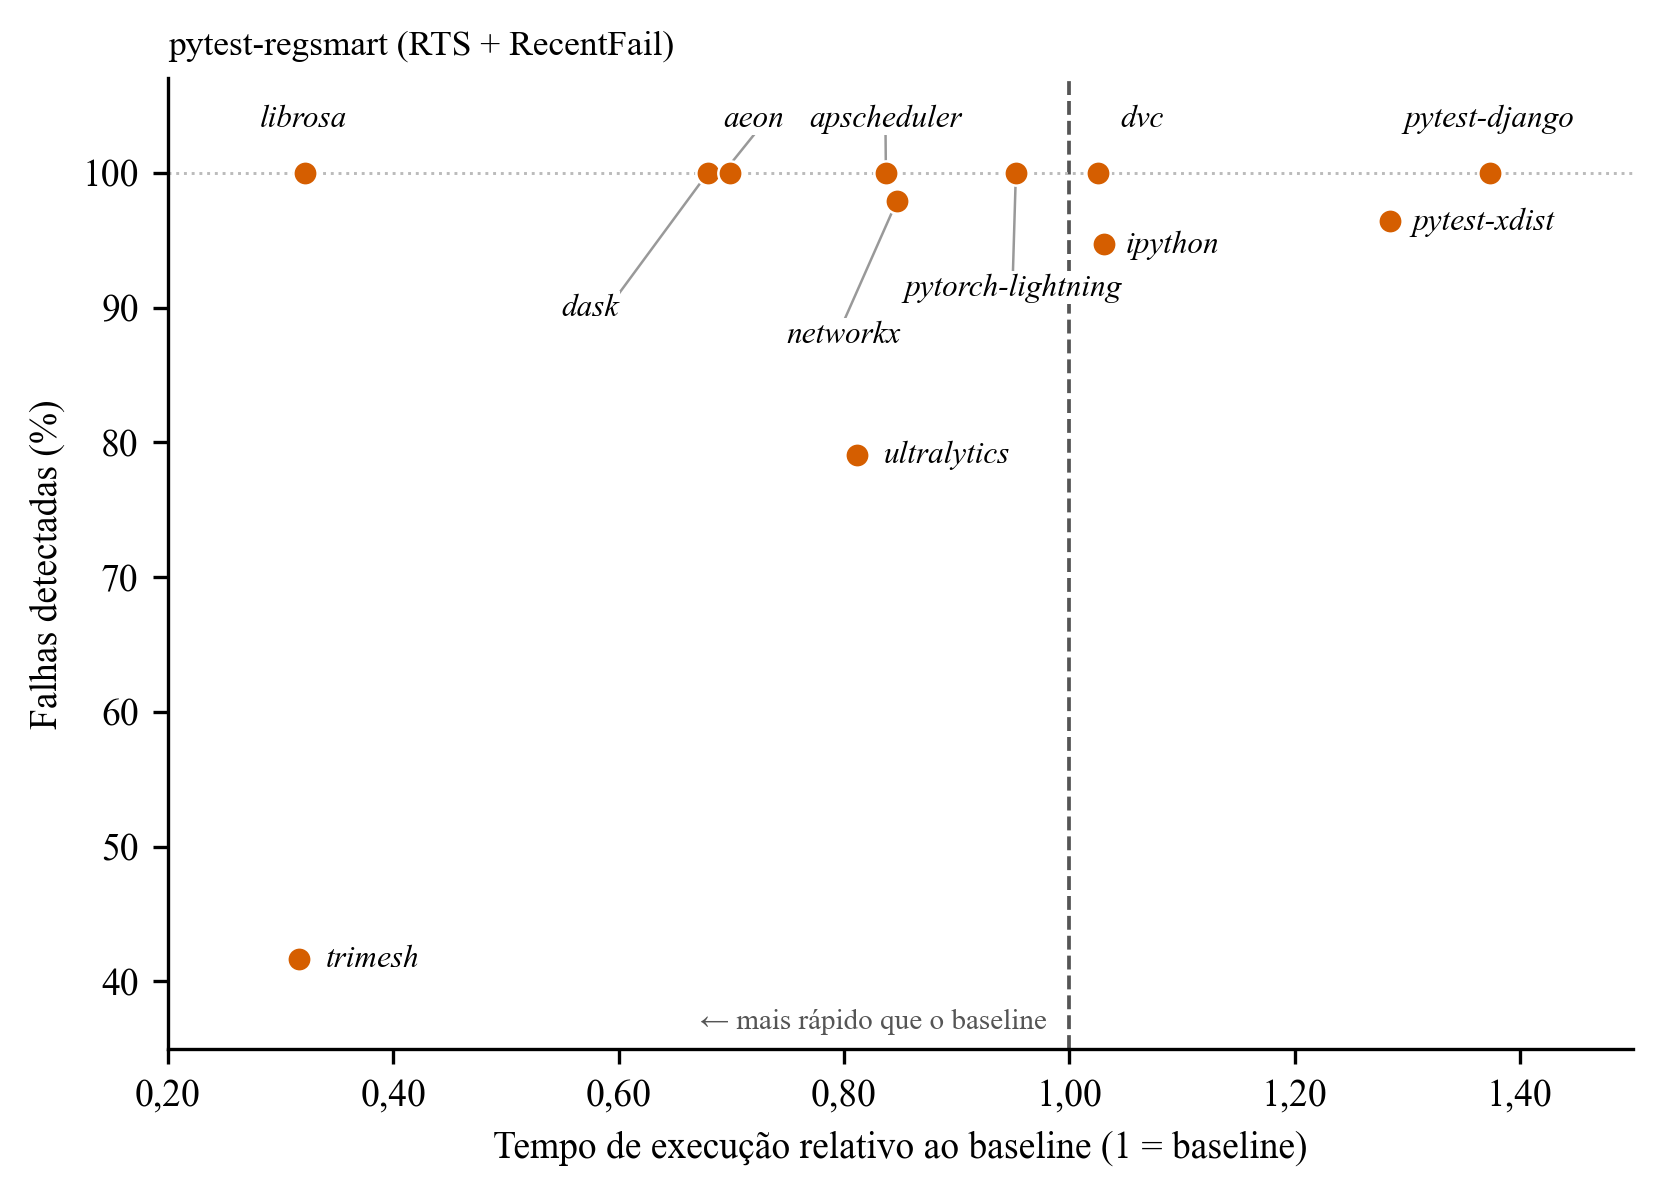 pytest-regsmart (RTS + RecentFail)
librosa
aeon
apscheduler
dvc
pytest-django
100
pytest-xdist
ipython
pytorch-lightning
dask
90
networkx
80
ultralytics
Falhas detectadas (%)
70
60
50
trimesh
40
← mais rápido que o baseline
0,20
0,40
0,60
0,80
1,00
1,20
1,40
Tempo de execução relativo ao baseline (1 = baseline)